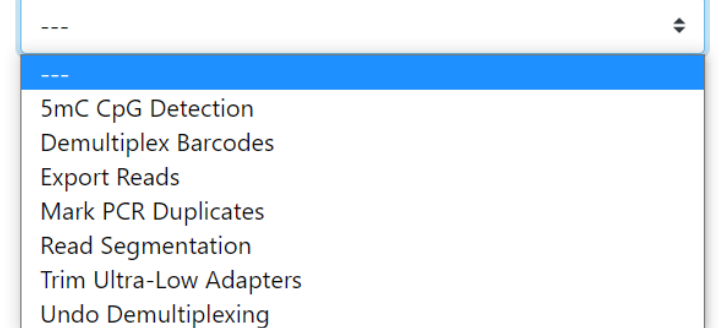 ---
---
5mC CpG Detection
Demultiplex Barcodes
Export Reads
Mark PCR Duplicates
Read Segmentation
Trim Ultra-Low Adapters
Undo Demultiplexing